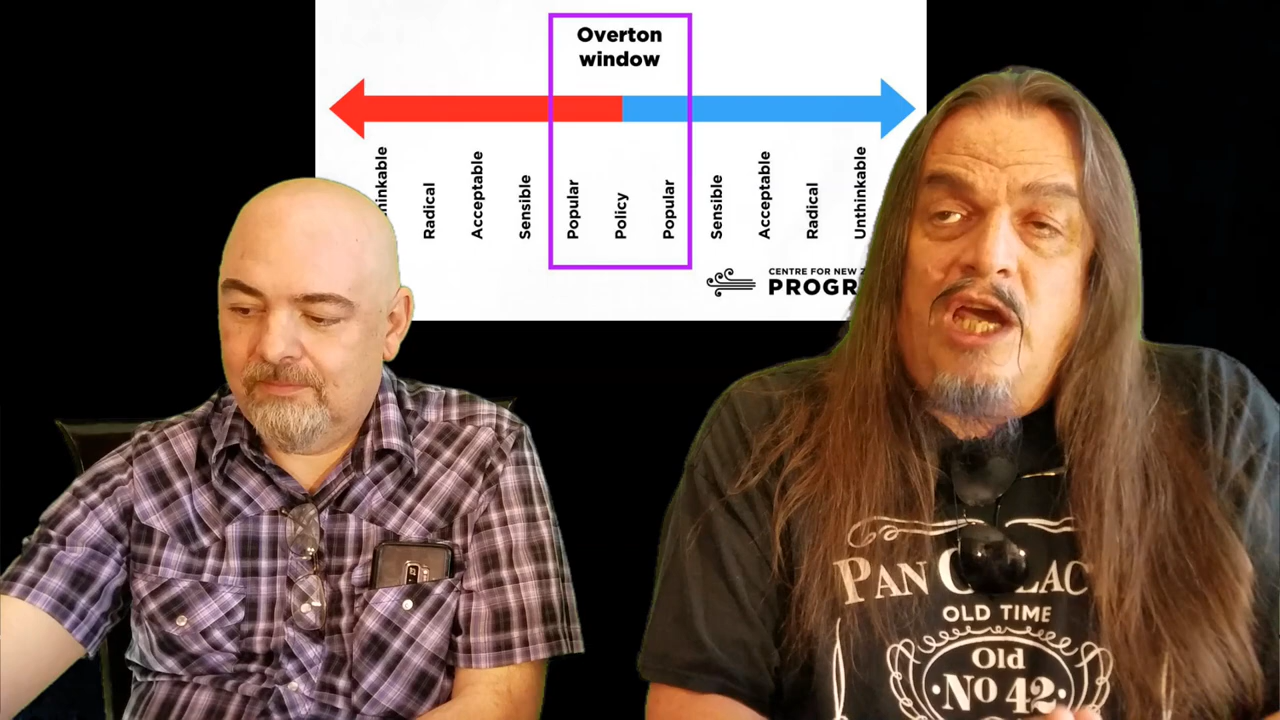 Overton
window
Radical
Acceptable
Sensible
Popular
Policy
Popular
Sensible
Acceptable
Radical
Unthinkable
CENTRE FOR NEW
PAN
OLD TIME
Old
No 42